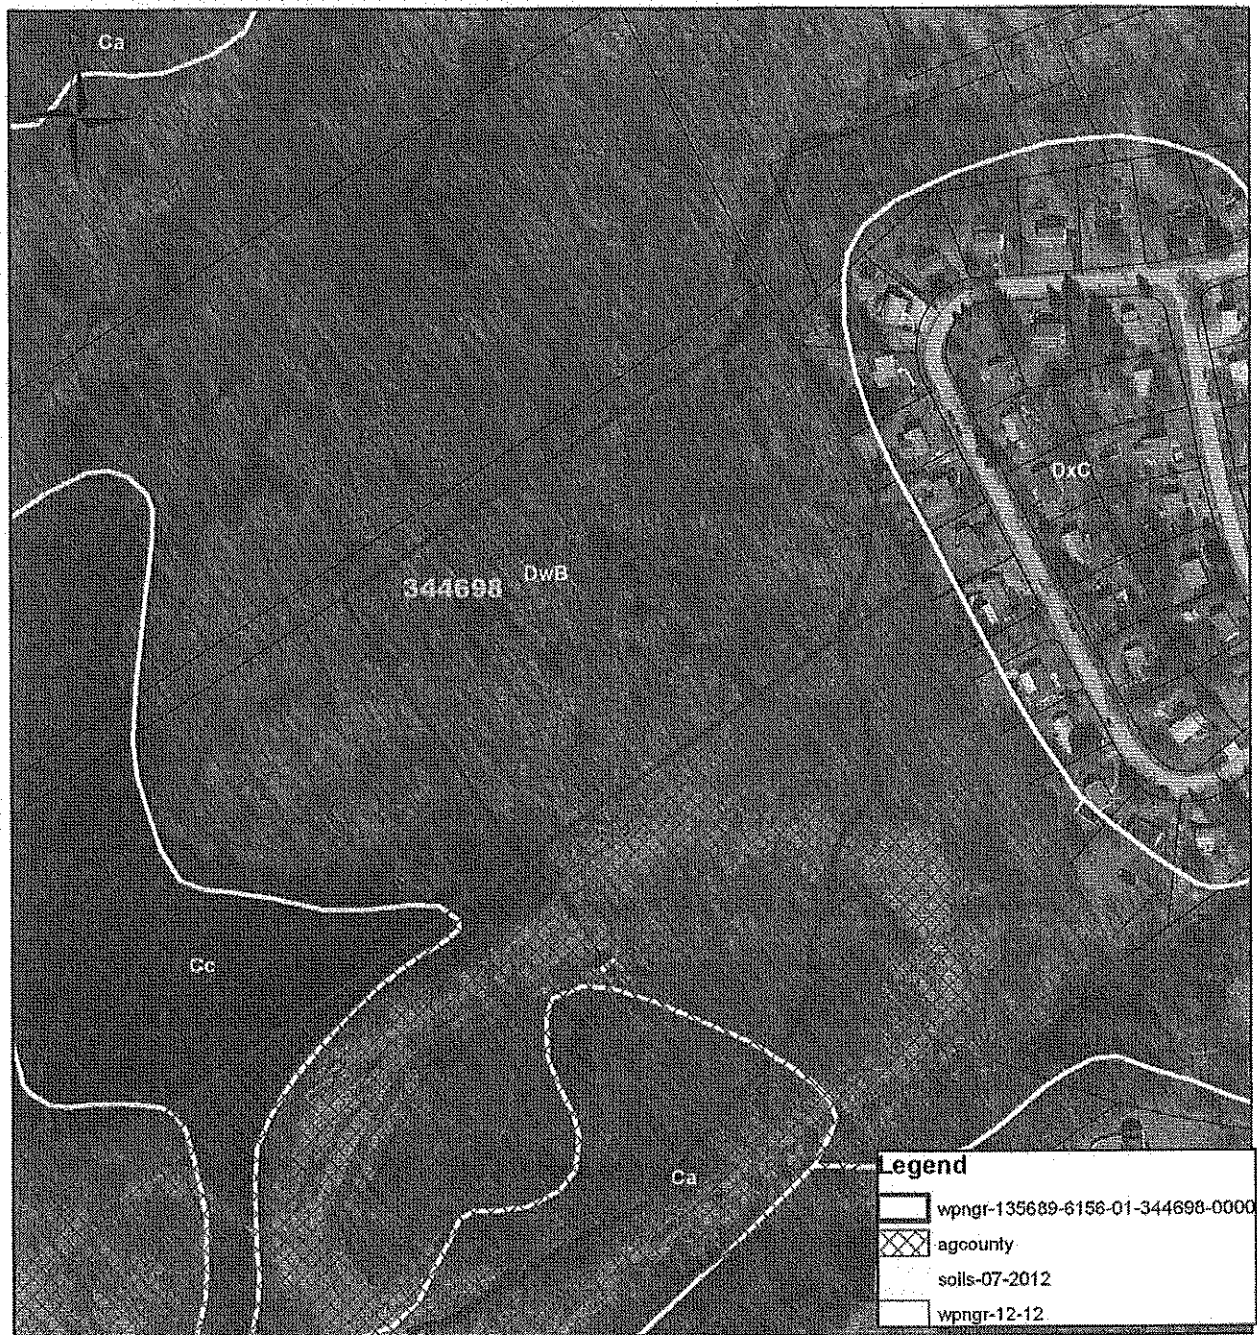 Ca
DxC
344698 DwB
Cc
Ca
Legend
wpngr-135689-6156-01-344698-0000
agcounty
soils-07-2012
wpngr-12-12